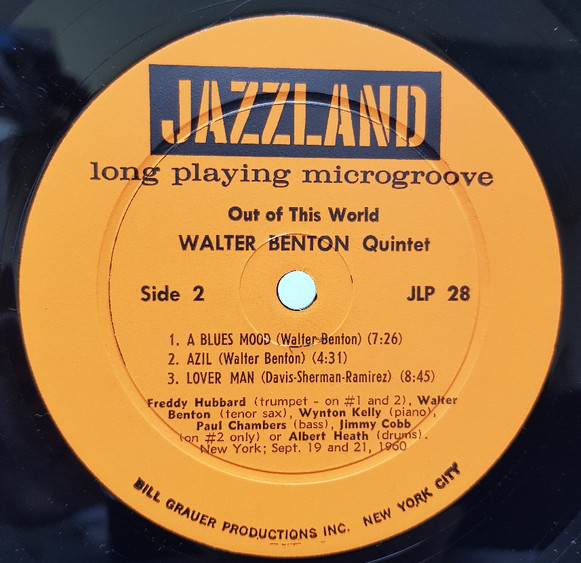 JAZZLAND
long playing microgroove
Out of This World
WALTER BENTON Quintet
Side 2 JLP 28
1. A BLUES MOOD (Walter Benton) (7:26)
2. AZIL (Walter Benton) (4:31)
3. LOVER MAN (Davis-Sherman-Ramirez) (8:45)
Freddy Hubbard (trumpet - on #1 and 2), Walter
Benton (tenor sax), Wynton Kelly (piano),
Paul Chambers (bass), Jimmy Cobb
(on #2 only) or Albert Heath (drums).
New York; Sept. 19 and 21, 1960
BILL GRAUER PRODUCTIONS INC. NEW YORK CITY